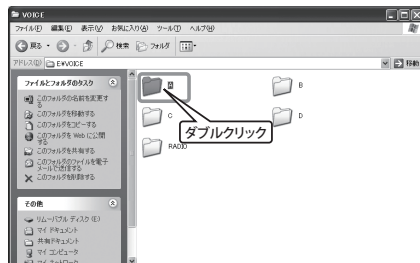 VOICE
ファイル(F) 編集(E) 表示(V) お気に入り(A) ツール(T) ヘルプ(H)
戻る 検索 フォルダ
アドレス(D) E:¥VOICE 移動
ファイルとフォルダのタスク
このフォルダの名前を変更する
このフォルダを移動する
このフォルダをコピーする
このフォルダを Web に公開する
このフォルダを共有する
このフォルダのファイルを電子メールで送信する
このフォルダを削除する
その他
リムーバブル ディスク (E:)
マイ ドキュメント
共有ドキュメント
マイ コンピュータ
マイ ネットワーク
A
B
C
D
RADIO
ダブルクリック